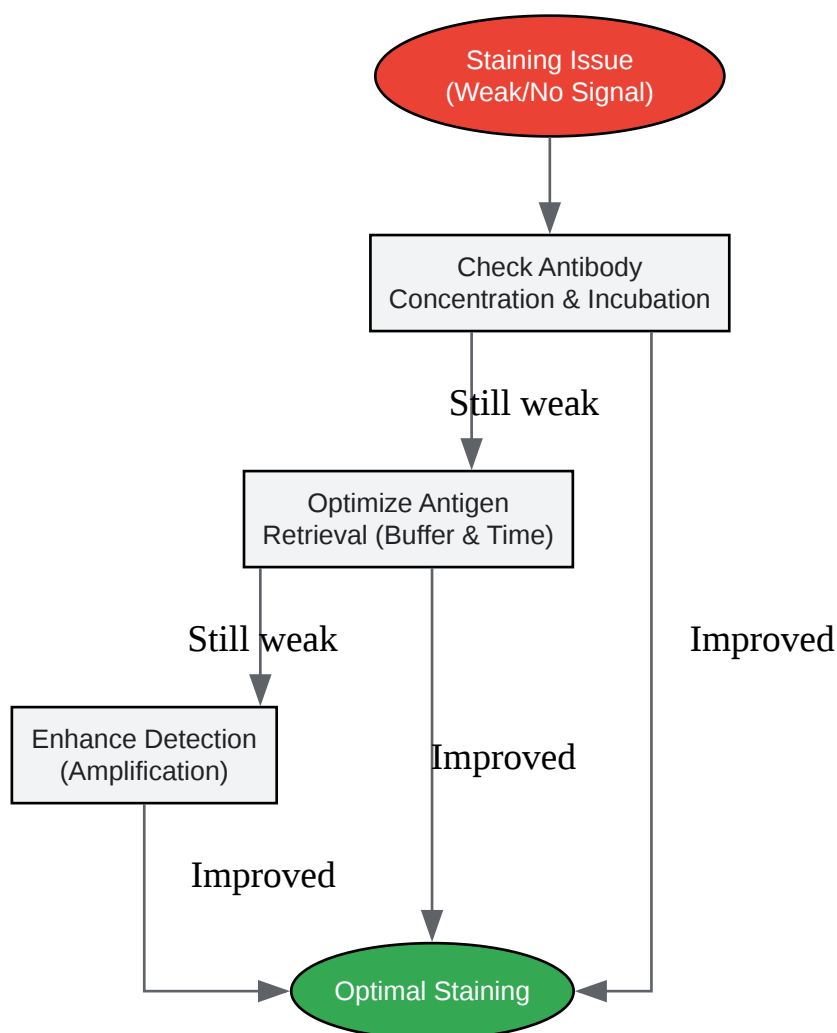 Staining Issue
(Weak/No Signal)
Check Antibody
Concentration & Incubation
Still weak
Optimize Antigen
Retrieval (Buffer & Time)
Still weak
Improved
Enhance Detection
(Amplification)
Improved
Improved
Optimal Staining